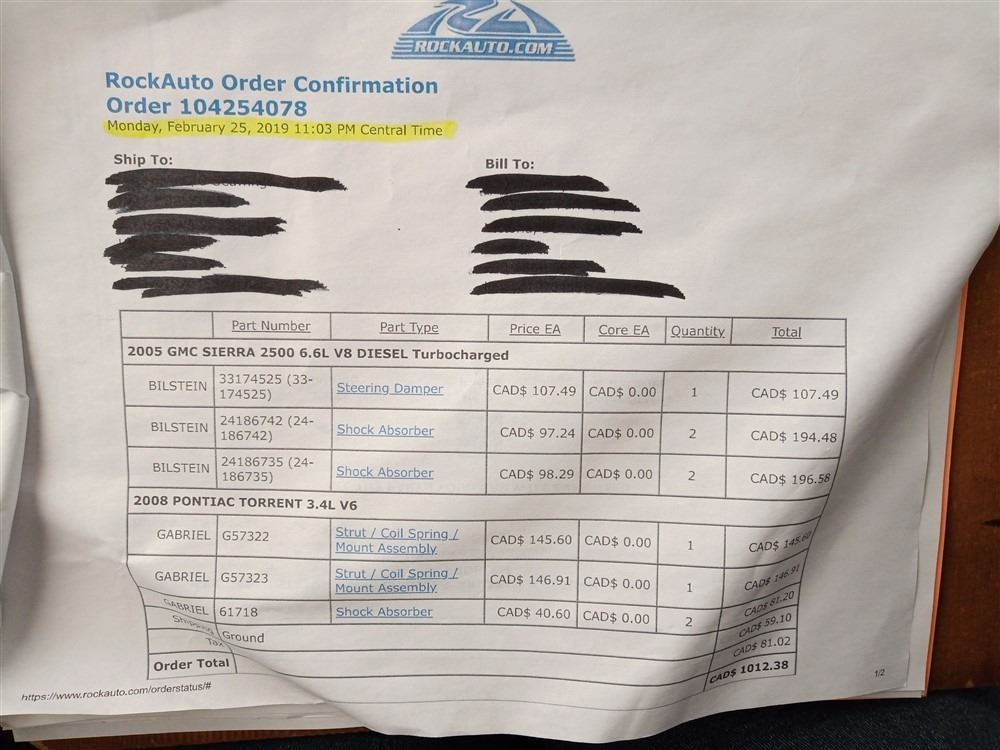 RA
ROCKAUTO.COM
RockAuto Order Confirmation
Order 104254078
Monday, February 25, 2019 11:03 PM Central Time
Ship To: Bill To:
Part Number Part Type Price EA Core EA Quantity Total
2005 GMC SIERRA 2500 6.6L V8 DIESEL Turbocharged
BILSTEIN 33174525 (33-174525) Steering Damper CAD$ 107.49 CAD$ 0.00 1 CAD$ 107.49
BILSTEIN 24186742 (24-186742) Shock Absorber CAD$ 97.24 CAD$ 0.00 2 CAD$ 194.48
BILSTEIN 24186735 (24-186735) Shock Absorber CAD$ 98.29 CAD$ 0.00 2 CAD$ 196.58
2008 PONTIAC TORRENT 3.4L V6
GABRIEL G57322 Strut / Coil Spring / Mount Assembly CAD$ 145.60 CAD$ 0.00 1 CAD$ 145.60
GABRIEL G57323 Strut / Coil Spring / Mount Assembly CAD$ 146.91 CAD$ 0.00 1 CAD$ 146.91
GABRIEL 61718 Shock Absorber CAD$ 40.60 CAD$ 0.00 2 CAD$ 81.20
Shipping Ground CAD$ 59.10
Tax CAD$ 81.02
Order Total CAD$ 1012.38
https://www.rockauto.com/orderstatus/# 1/2